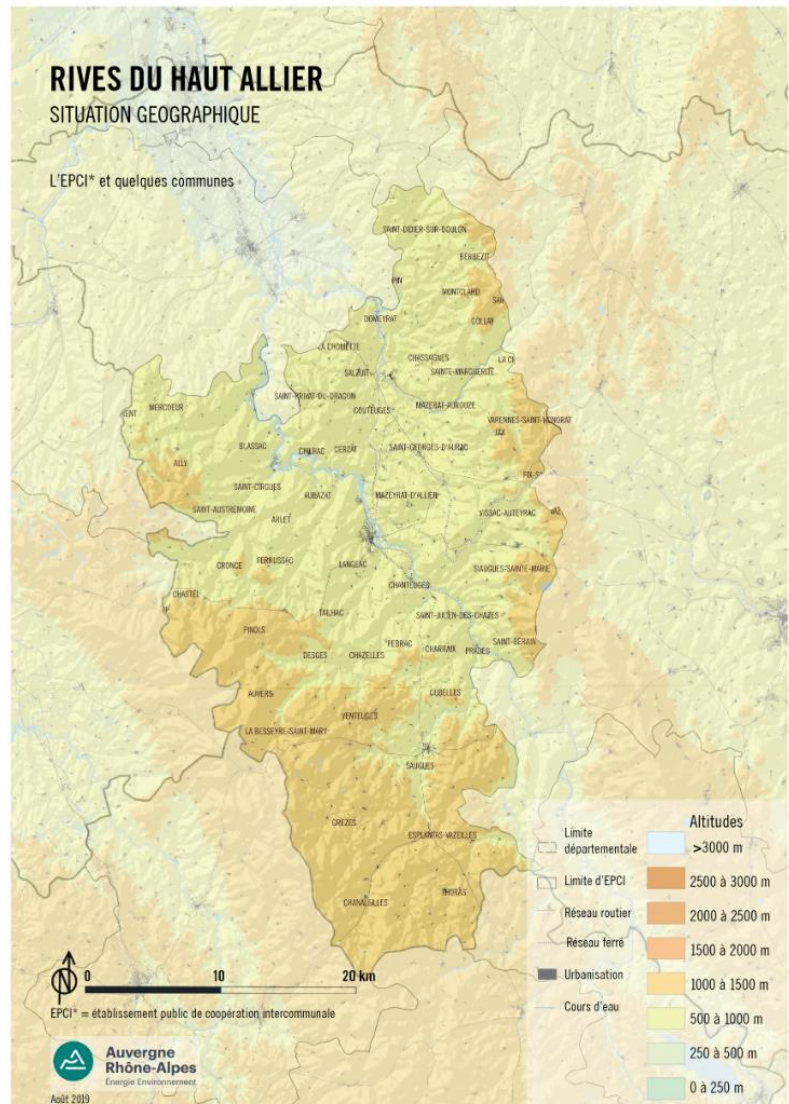 RIVES DU HAUT ALLIER
SITUATION GEOGRAPHIQUE
L'EPCI* et quelques communes
SAINT-DIDIER-SUR-DOULON
BERBEZIT
MONTCLARD
DOMEYRAT
COLLAT
LA CHOMETTE
CHASSAGNES
LA CH
SALZUIT
SAINTE-MARGUERITE
SAINT-PRIVAT-DU-DRAGON
MERCOEUR
COUTEUGES
MAZERAT-AUROUZE
VARENNES-SAINT-HONORAT
BLASSAC
CHILHAC
CERZAT
SAINT-GEORGES-D'AURAC
ALLY
SAINT-CIRGUES
AUBAZAT
MAZEYRAT-D'ALLIER
SAINT-AUSTREMOINE
ARLET
VISSAC-AUTEYRAC
CRONCE
FERRUSSAC
LANGEAC
SIAUGUES-SAINTE-MARIE
CHANTEUGES
CHASTEL
TAILHAC
SAINT-JULIEN-DES-CHAZES
PINOLS
DESGES
CHAZELLES
PEBRAC
CHARRAIX
PRADES
SAINT-BERAIN
AUVERS
CUBELLES
VENTEUGES
LA BESSEYRE-SAINT-MARY
SAUGUES
GREZES
ESPLANTAS-VAZEILLES
CHANALEILLES
THORAS
Limite
départementale
Limite d'EPCI
Réseau routier
Réseau ferré
Urbanisation
Cours d'eau
Altitudes
>3000 m
2500 à 3000 m
2000 à 2500 m
1500 à 2000 m
1000 à 1500 m
500 à 1000 m
250 à 500 m
0 à 250 m
N
0 10 20 km
EPCI* = établissement public de coopération intercommunale
Auvergne
Rhône-Alpes
Énergie Environnement
Août 2019